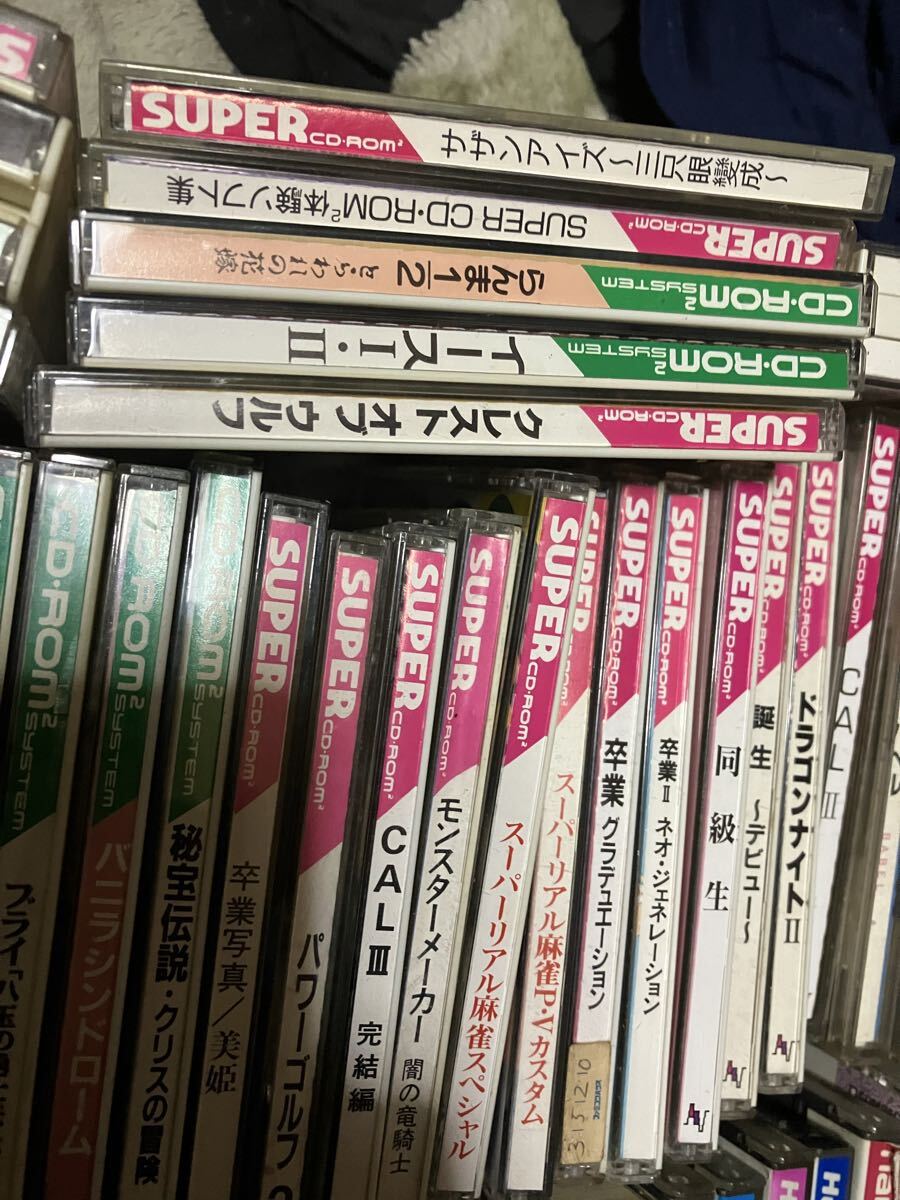 SUPER CD·ROM² サザンアイズ〜三只眼變成〜
SUPER CD·ROM²体験ソフト集 SUPER CD·ROM²
らんま1/2 とらわれの花嫁 CD·ROM² SYSTEM
イースI·II CD·ROM² SYSTEM
クレスト オブ ウルフ SUPER CD·ROM²
CD·ROM² SYSTEM
CD·ROM² SYSTEM バニラシンドローム
CD·ROM² SYSTEM 秘宝伝説・クリスの冒険
SUPER CD·ROM² 卒業写真/美姫
SUPER CD·ROM² パワーゴルフ
SUPER CD·ROM² CAL III 完結編
SUPER CD·ROM² モンスターメーカー 闇の竜騎士
SUPER CD·ROM² スーパーリアル麻雀スペシャル
SUPER CD·ROM² スーパーリアル麻雀P·Vカスタム
SUPER CD·ROM² 卒業 グラデュエーション
3151210
SUPER CD·ROM² 卒業II ネオ・ジェネレーション
SUPER CD·ROM² 同級生
SUPER CD·ROM² 誕生 〜デビュー〜
SUPER CD·ROM² ドラゴンナイトII
SUPER CD·ROM² CAL II
BABEL